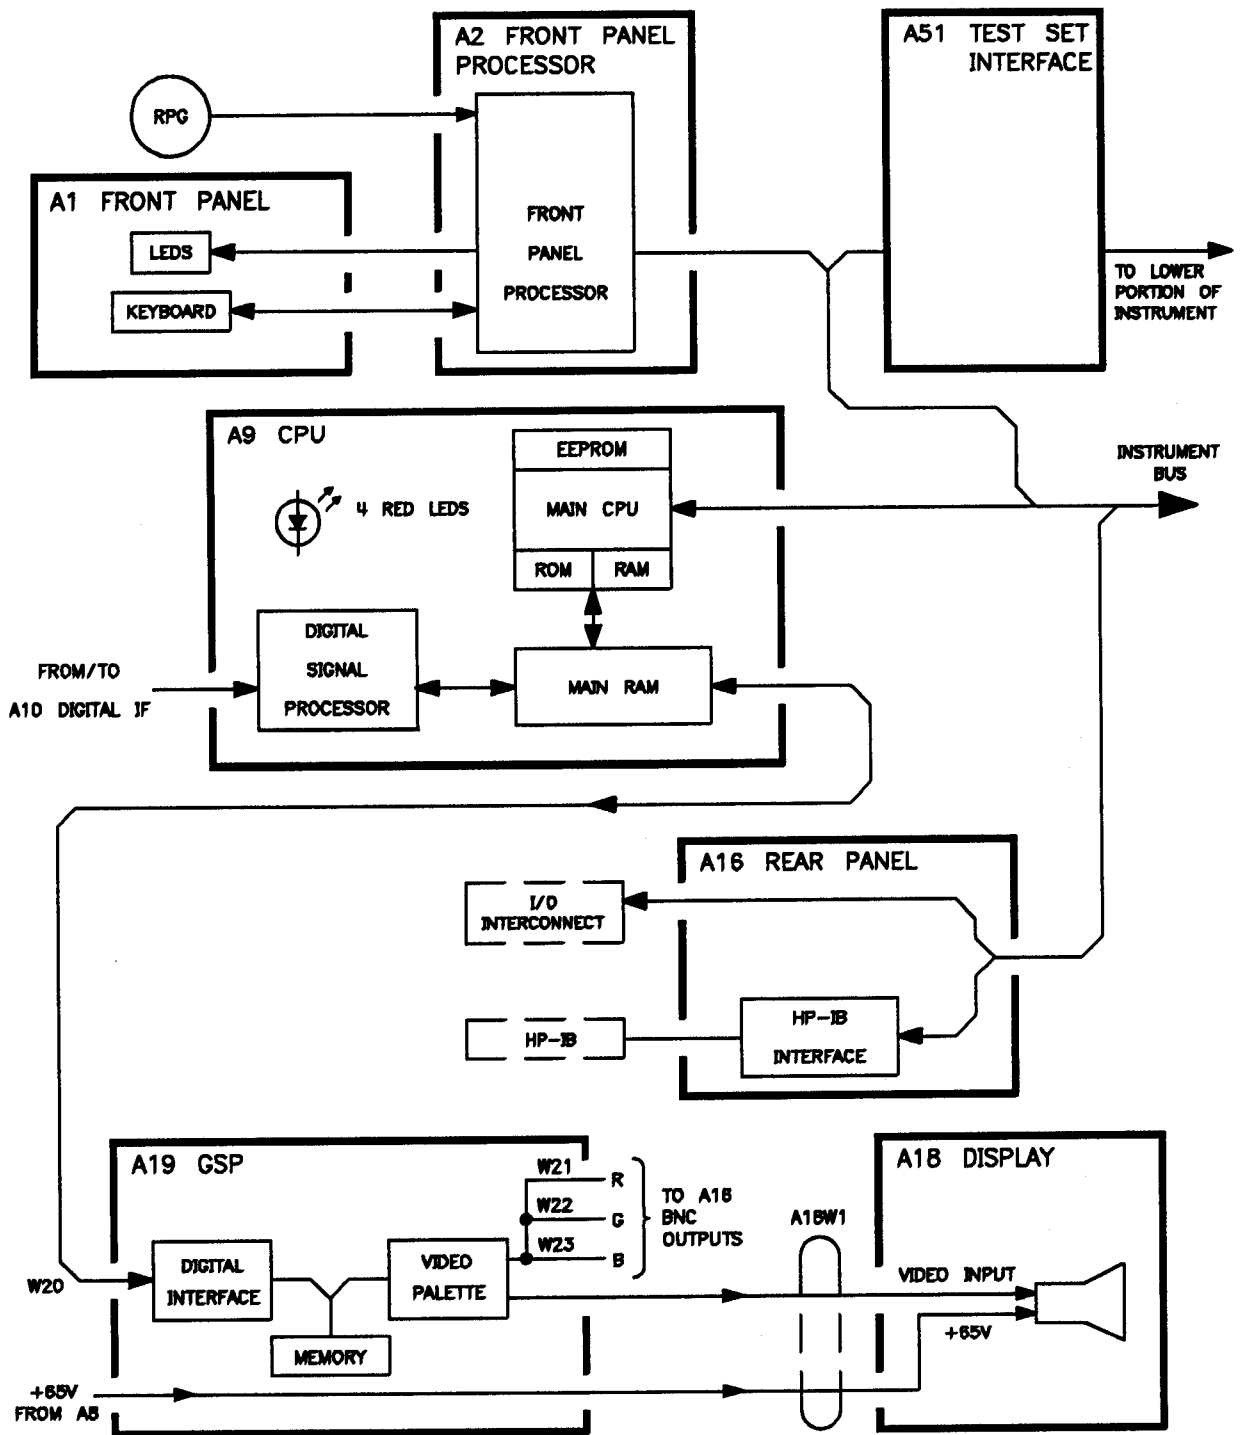 A2 FRONT PANEL
PROCESSOR
A51 TEST SET
INTERFACE
RPG
A1 FRONT PANEL
LEDS
KEYBOARD
FRONT
PANEL
PROCESSOR
TO LOWER
PORTION OF
INSTRUMENT
A9 CPU
4 RED LEDS
EEPROM
MAIN CPU
ROM RAM
INSTRUMENT
BUS
DIGITAL
SIGNAL
PROCESSOR
MAIN RAM
FROM/TO
A10 DIGITAL IF
A16 REAR PANEL
I/O
INTERCONNECT
HP-IB
HP-IB
INTERFACE
A19 GSP
W21
R
W22
G
W23
B
TO A16
BNC
OUTPUTS
A18W1
A18 DISPLAY
W20
DIGITAL
INTERFACE
VIDEO
PALETTE
MEMORY
VIDEO INPUT
+65V
+65V
FROM A8